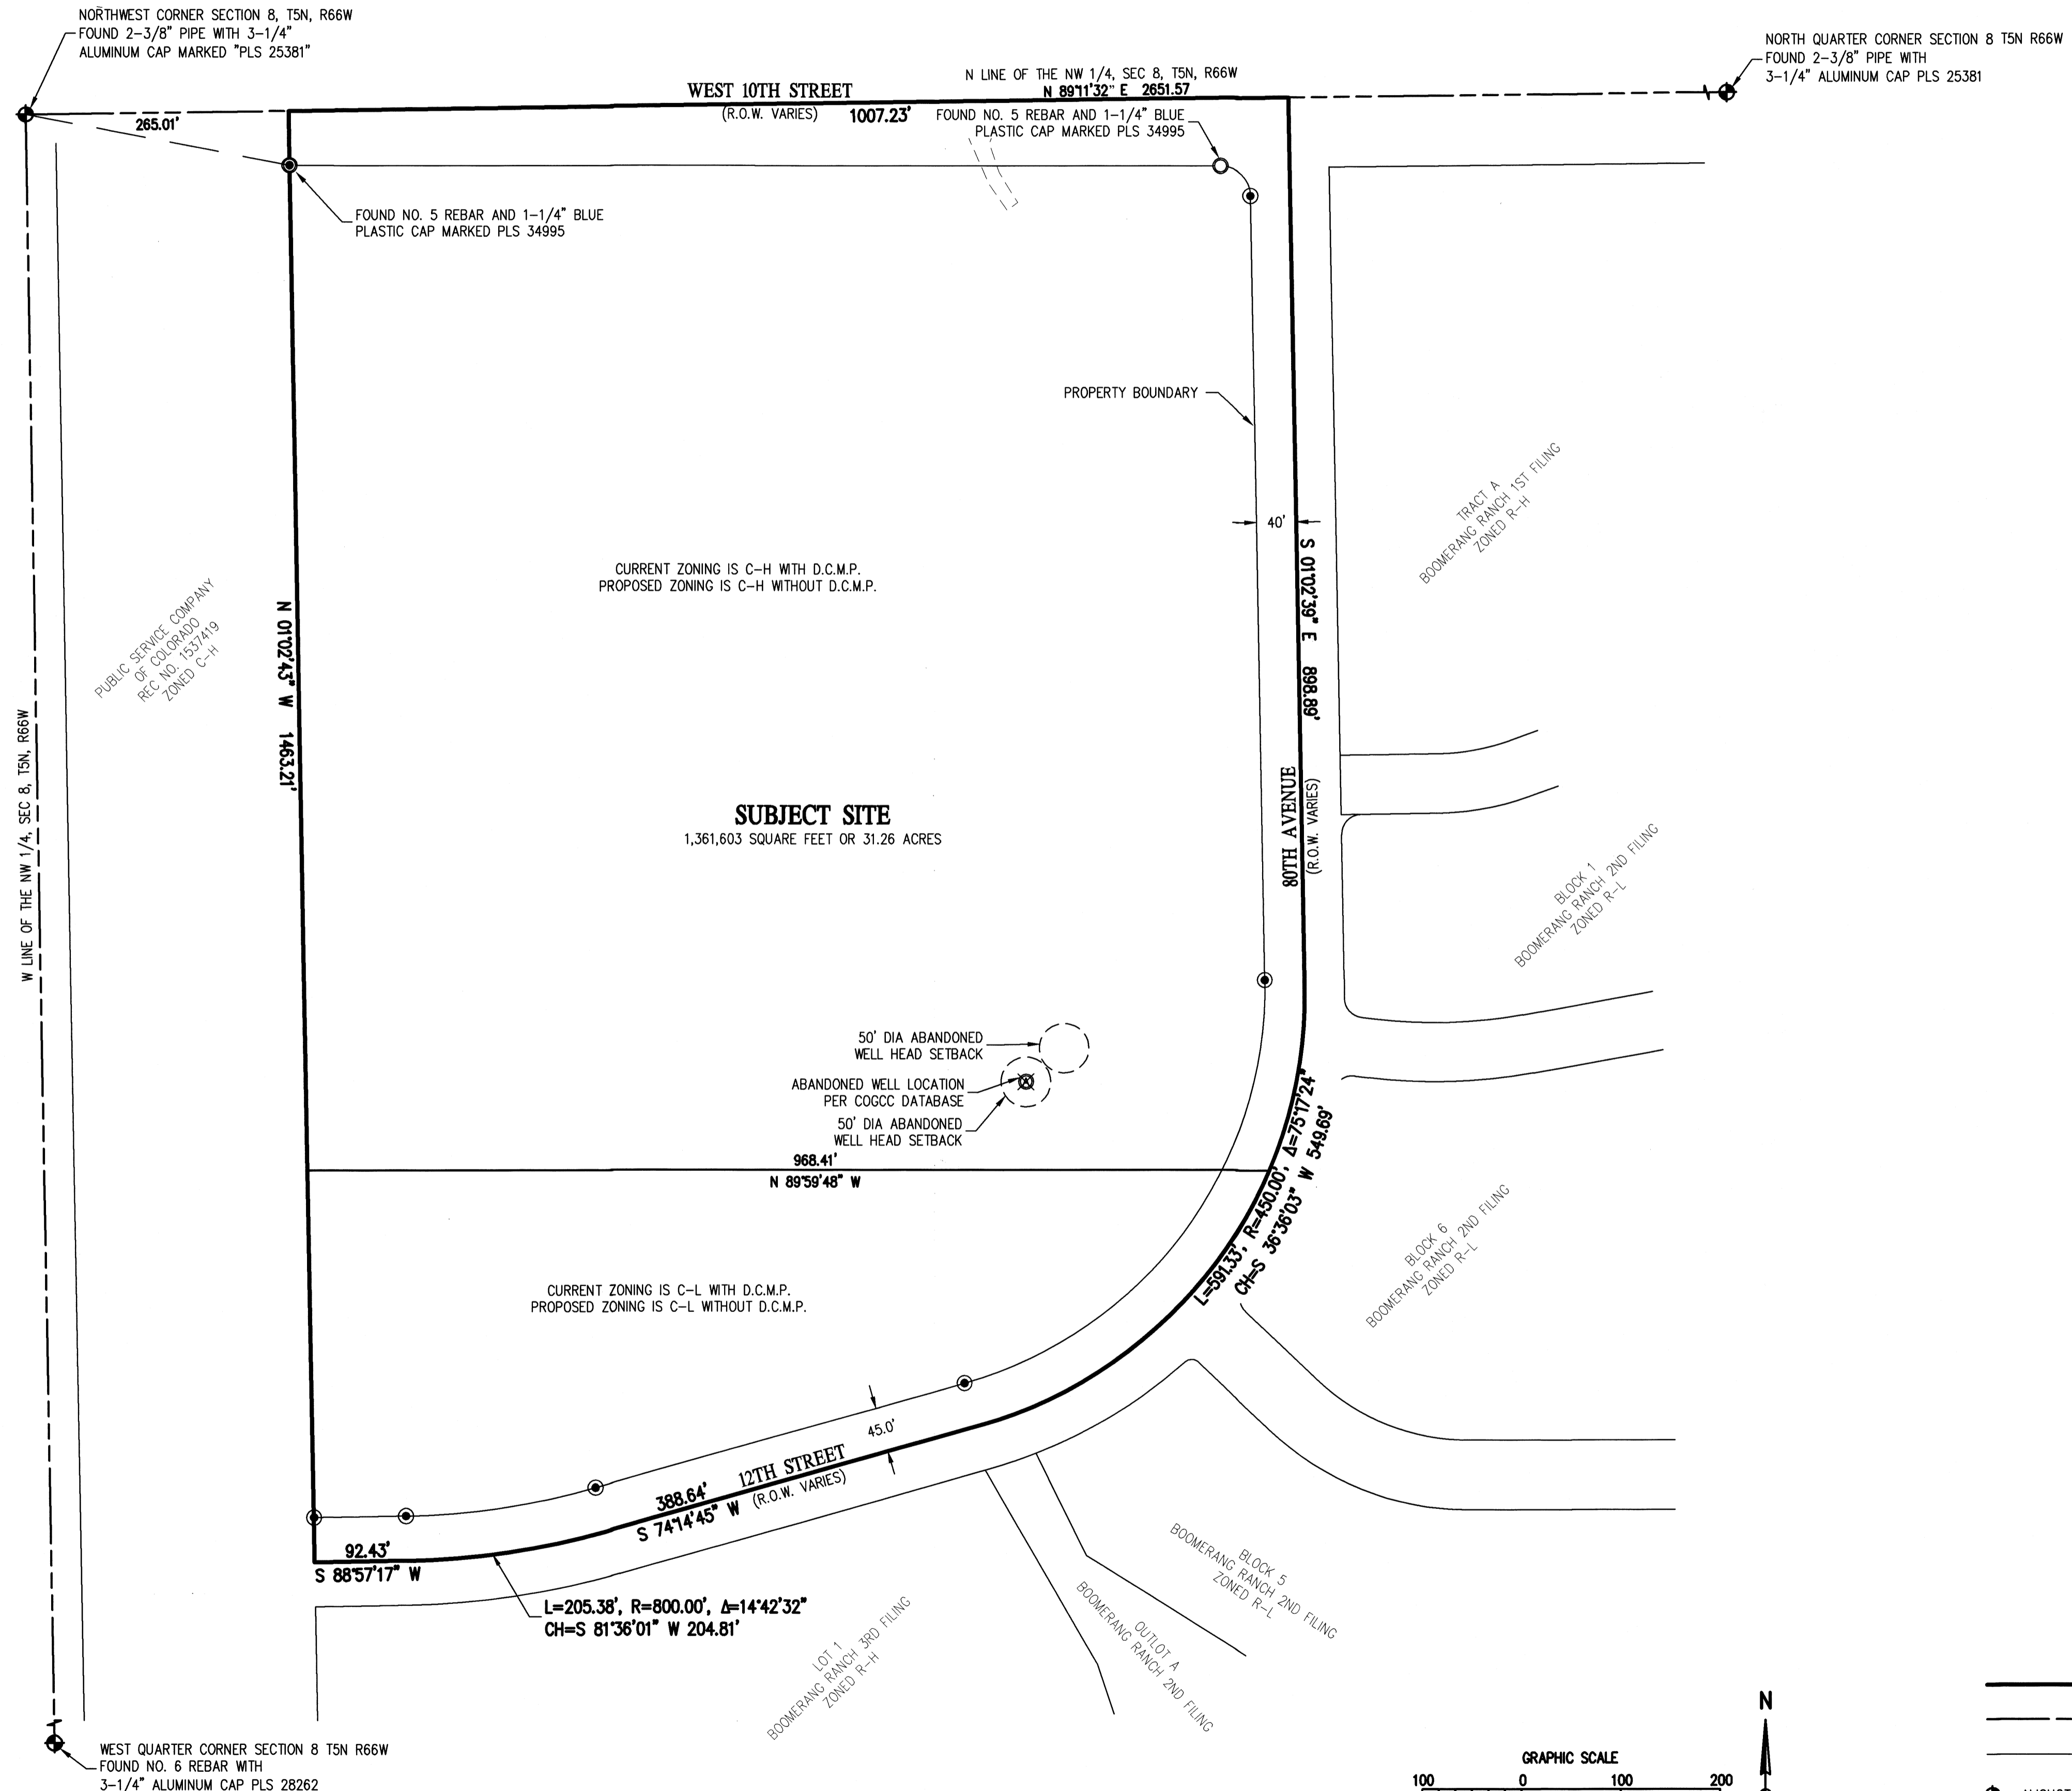 NORTHWEST CORNER SECTION 8, T5N, R66W
FOUND 2-3/8" PIPE WITH 3-1/4"
ALUMINUM CAP MARKED "PLS 25381"
NORTH QUARTER CORNER SECTION 8 T5N R66W
FOUND 2-3/8" PIPE WITH
3-1/4" ALUMINUM CAP PLS 25381
N LINE OF THE NW 1/4, SEC 8, T5N, R66W
WEST 10TH STREET
N 89°11'32" E 2651.57
(R.O.W. VARIES)
1007.23'
265.01'
FOUND NO. 5 REBAR AND 1-1/4" BLUE
PLASTIC CAP MARKED PLS 34995
FOUND NO. 5 REBAR AND 1-1/4" BLUE
PLASTIC CAP MARKED PLS 34995
PROPERTY BOUNDARY
TRACT A
BOOMERANG RANCH 1ST FILING
ZONED R-H
40'
S 01°02'39" E 898.89'
CURRENT ZONING IS C-H WITH D.C.M.P.
PROPOSED ZONING IS C-H WITHOUT D.C.M.P.
PUBLIC SERVICE COMPANY
OF COLORADO
REC NO. 1537419
ZONED C-H
N 01°02'43" W 1463.21'
W LINE OF THE NW 1/4, SEC 8, T5N, R66W
SUBJECT SITE
1,361,603 SQUARE FEET OR 31.26 ACRES
80TH AVENUE
(R.O.W. VARIES)
BLOCK 1
BOOMERANG RANCH 2ND FILING
ZONED R-L
50' DIA ABANDONED
WELL HEAD SETBACK
ABANDONED WELL LOCATION
PER COGCC DATABASE
50' DIA ABANDONED
WELL HEAD SETBACK
968.41'
N 89°59'48" W
L=591.33', R=450.00', Δ=75°17'24"
CH=S 36°36'03" W 549.69'
BLOCK 6
BOOMERANG RANCH 2ND FILING
ZONED R-L
CURRENT ZONING IS C-L WITH D.C.M.P.
PROPOSED ZONING IS C-L WITHOUT D.C.M.P.
45.0'
388.64'
12TH STREET
S 74°14'45" W
(R.O.W. VARIES)
92.43'
S 88°57'17" W
L=205.38', R=800.00', Δ=14°42'32"
CH=S 81°36'01" W 204.81'
LOT 1
BOOMERANG RANCH 3RD FILING
ZONED R-H
OUTLOT A
BOOMERANG RANCH 2ND FILING
BLOCK 5
BOOMERANG RANCH 2ND FILING
ZONED R-L
WEST QUARTER CORNER SECTION 8 T5N R66W
FOUND NO. 6 REBAR WITH
3-1/4" ALUMINUM CAP PLS 28262
N
GRAPHIC SCALE
100 0 100 200